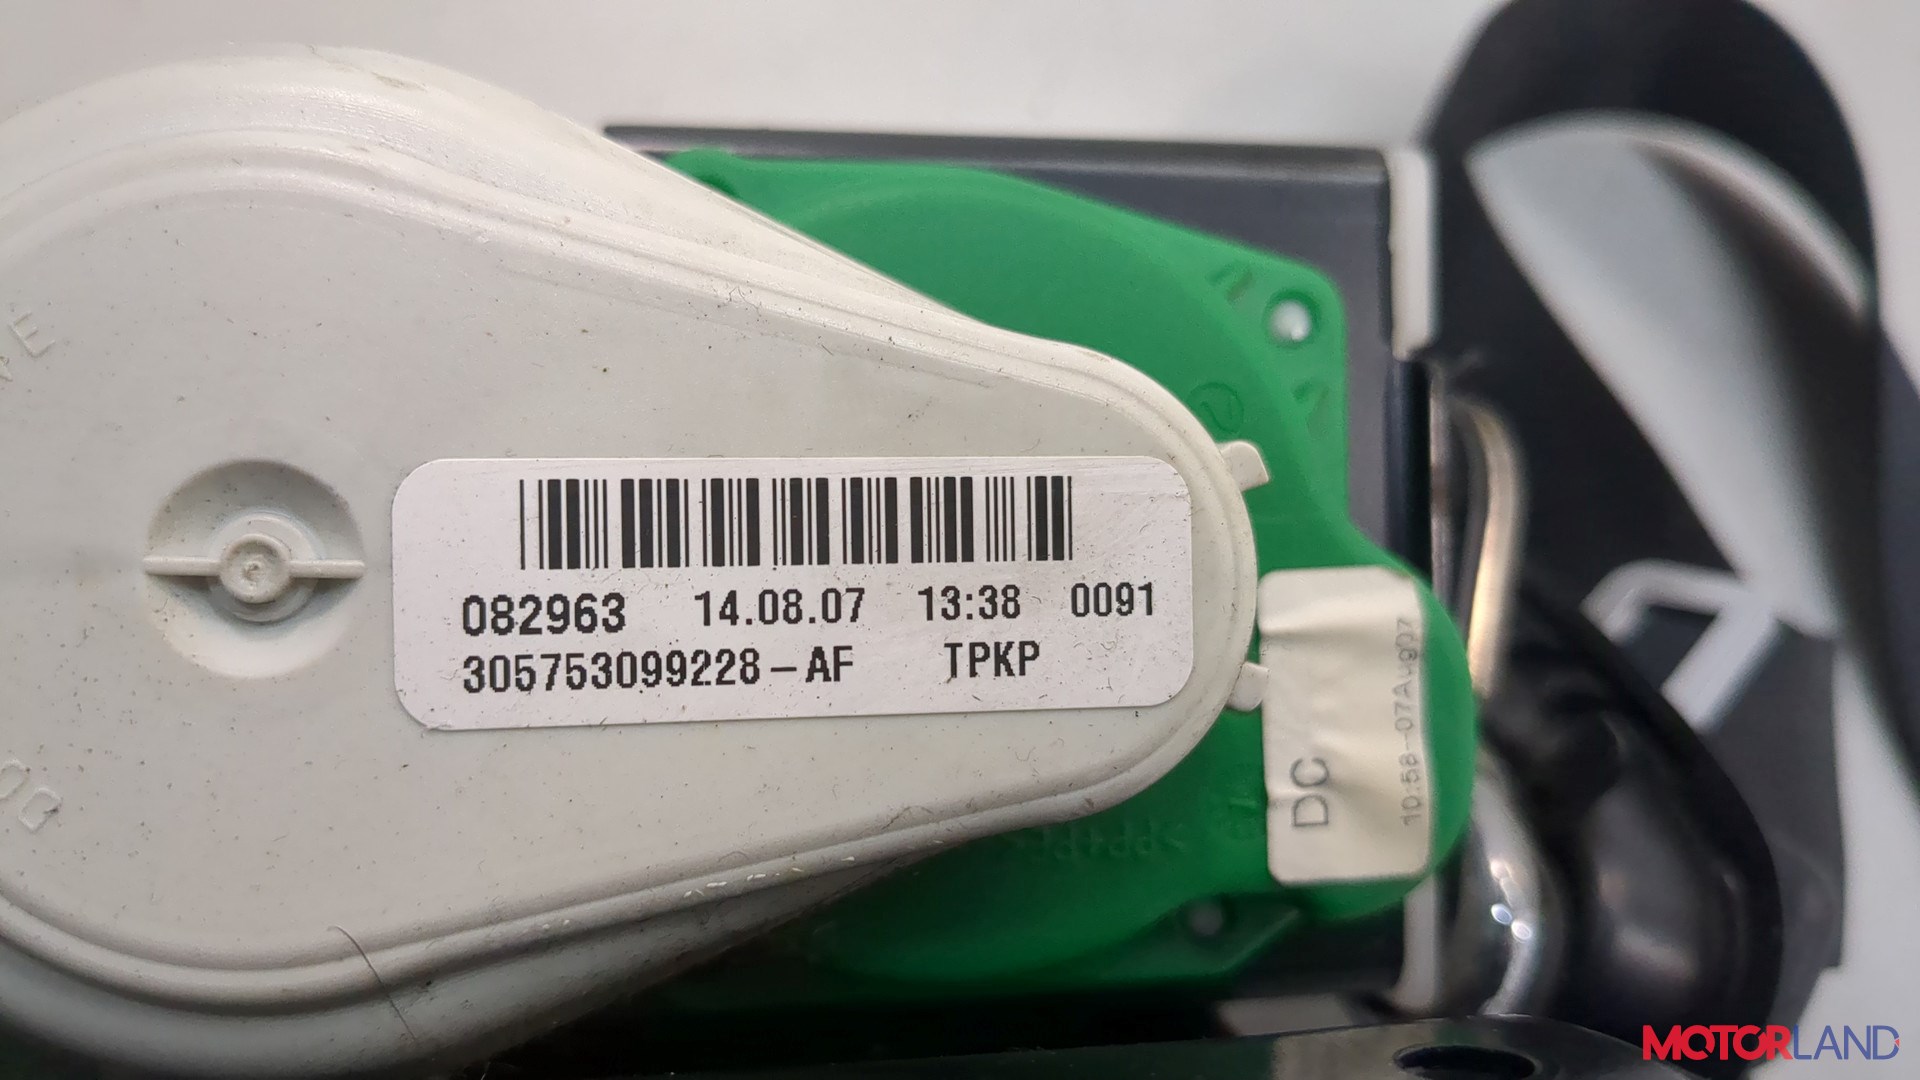 082963 14.08.07 13:38 0091
305753099228-AF TPKP
DC
10:58-07Aug07
MOTORLAND